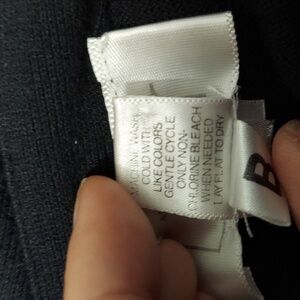 MACHINE WASH
COLD WITH
LIKE COLORS
GENTLE CYCLE.
ONLY NON-
CHLORINE BLEACH
WHEN NEEDED
LAY FLAT TO DRY
B